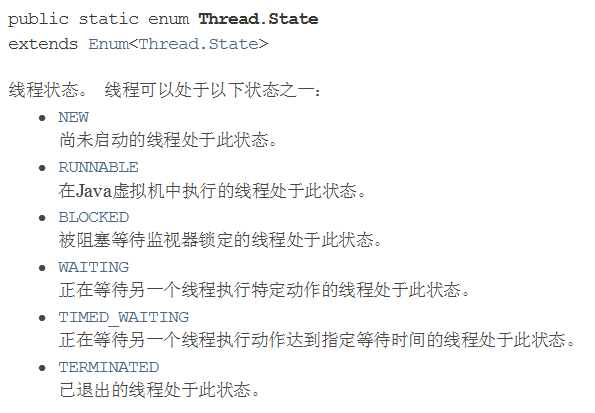 public static enum Thread.State
extends Enum<Thread.State>
线程状态。 线程可以处于以下状态之一:
• NEW
尚未启动的线程处于此状态。
• RUNNABLE
在Java虚拟机中执行的线程处于此状态。
• BLOCKED
被阻塞等待监视器锁定的线程处于此状态。
• WAITING
正在等待另一个线程执行特定动作的线程处于此状态。
• TIMED_WAITING
正在等待另一个线程执行动作达到指定等待时间的线程处于此状态。
• TERMINATED
已退出的线程处于此状态。